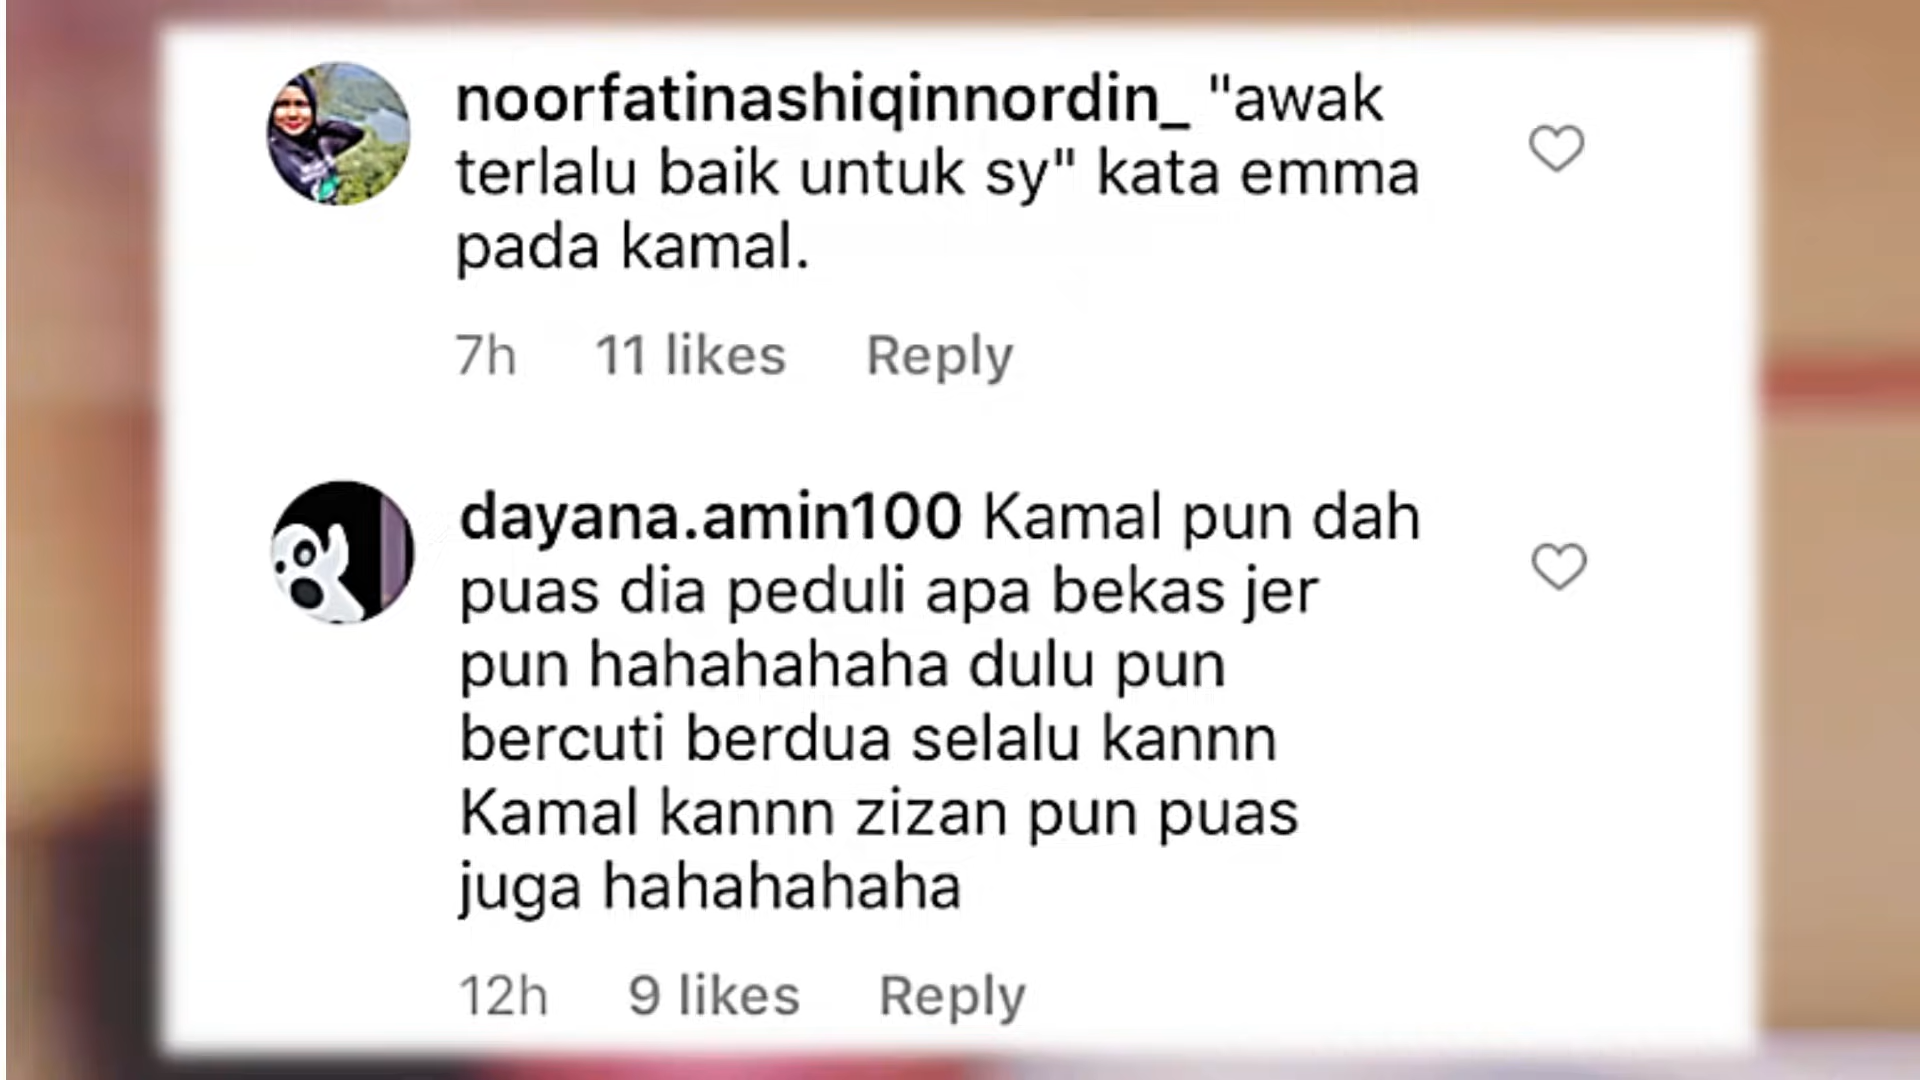 noorfatinashiqinnordin_ "awak
terlalu baik untuk sy" kata emma
pada kamal.
7h 11 likes Reply
dayana.amin100 Kamal pun dah
puas dia peduli apa bekas jer
pun hahahahaha dulu pun
bercuti berdua selalu kannn
Kamal kannn zizan pun puas
juga hahahahaha
12h 9 likes Reply